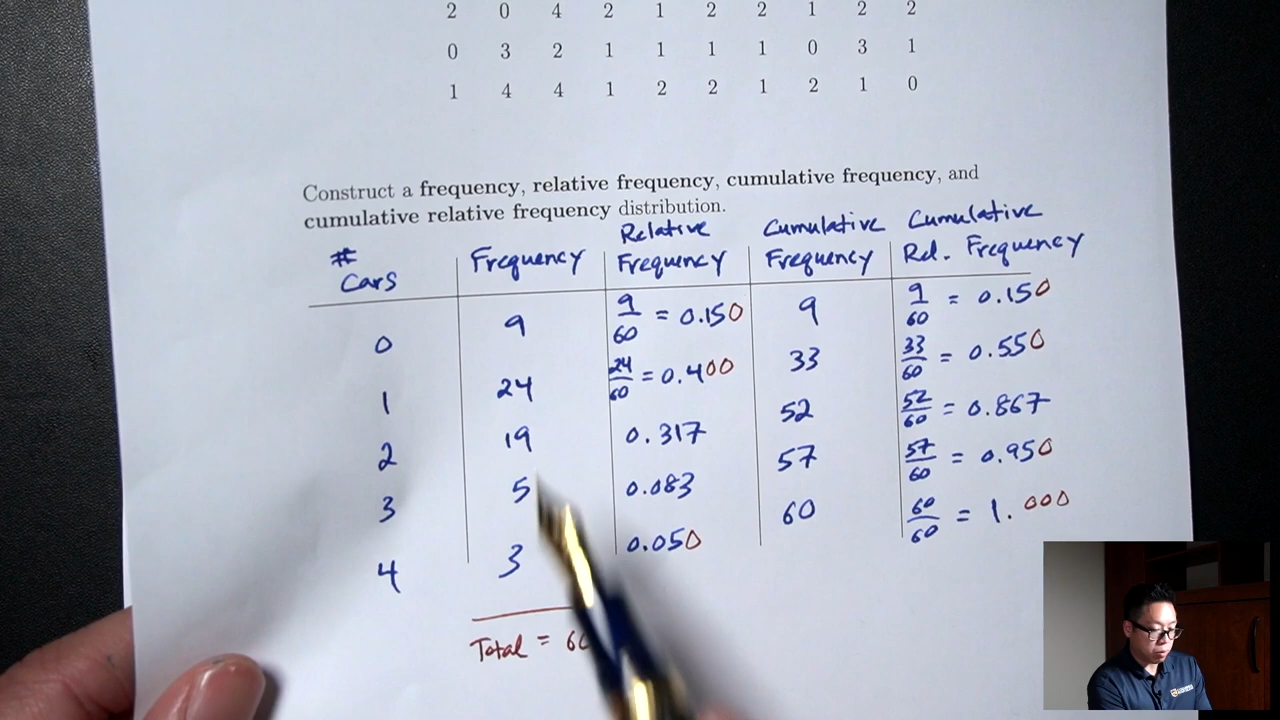 2 0 4 2 1 2 2 1 2 2
0 3 2 1 1 1 1 0 3 1
1 4 4 1 2 2 1 2 1 0
Construct a frequency, relative frequency, cumulative frequency, and
cumulative relative frequency distribution.
# Cars | Frequency | Relative Frequency | Cumulative Frequency | Cumulative Rel. Frequency
0 | 9 | 9/60 = 0.150 | 9 | 9/60 = 0.150
1 | 24 | 24/60 = 0.400 | 33 | 33/60 = 0.550
2 | 19 | 0.317 | 52 | 52/60 = 0.867
3 | 5 | 0.083 | 57 | 57/60 = 0.950
4 | 3 | 0.050 | 60 | 60/60 = 1.000
Total = 60